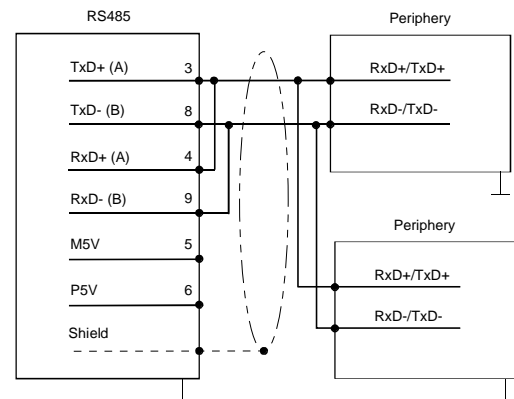 RS485
TxD+ (A) 3
TxD- (B) 8
RxD+ (A) 4
RxD- (B) 9
M5V 5
P5V 6
Shield
Periphery
RxD+/TxD+
RxD-/TxD-
Periphery
RxD+/TxD+
RxD-/TxD-